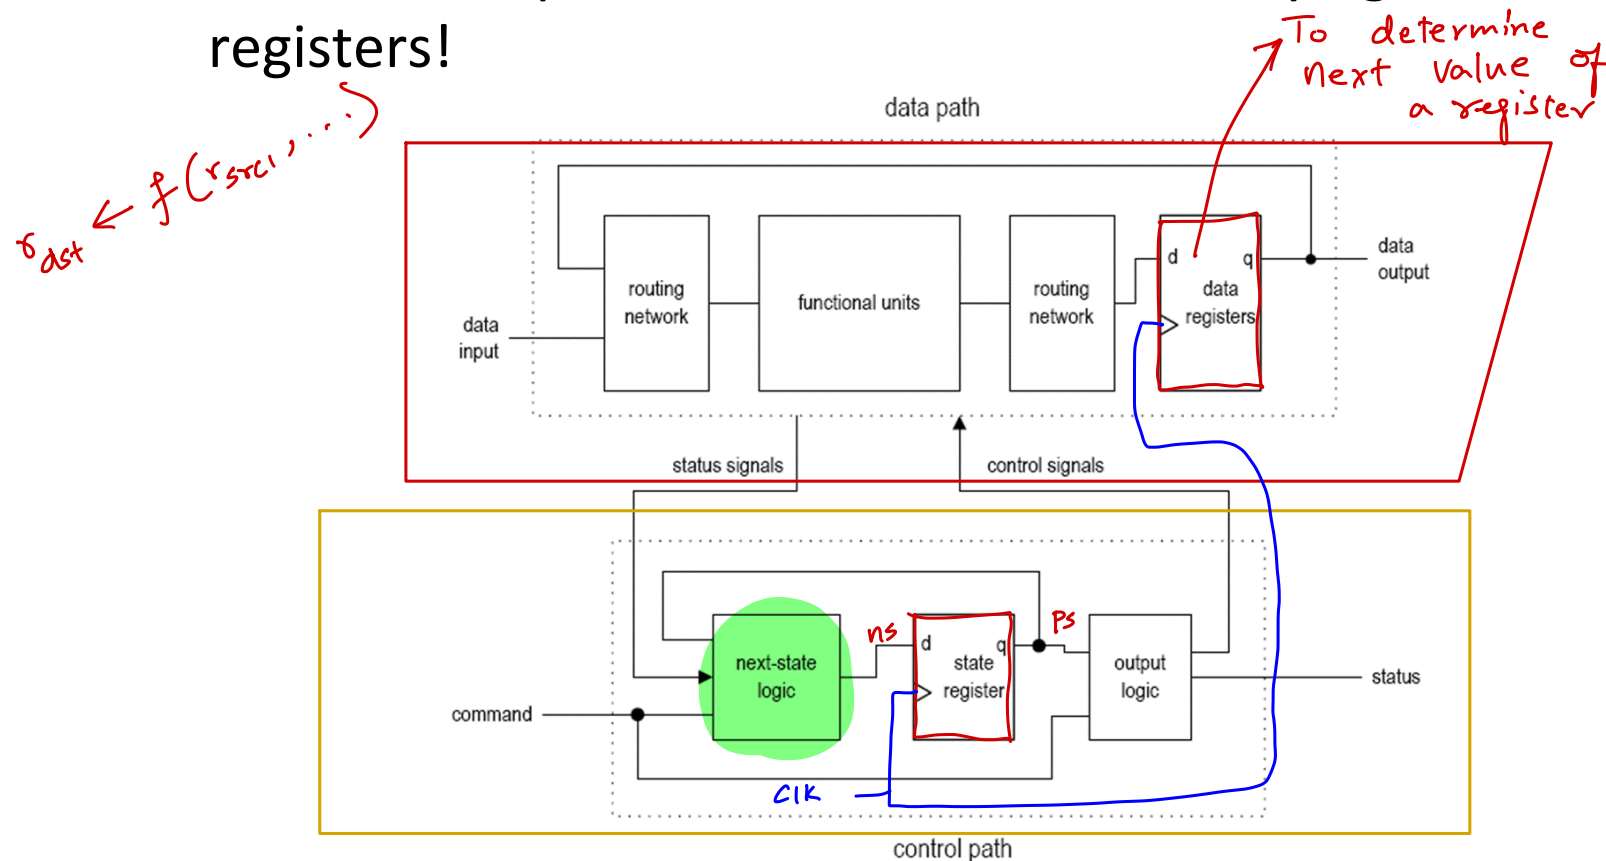 registers!
To determine
next value of
a register
r_dst ← f(r_src1, ...)
data path
data
input
routing
network
functional units
routing
network
d
q
data
registers
data
output
status signals
control signals
command
next-state
logic
ns
d
q
state
register
ps
output
logic
status
clk
control path